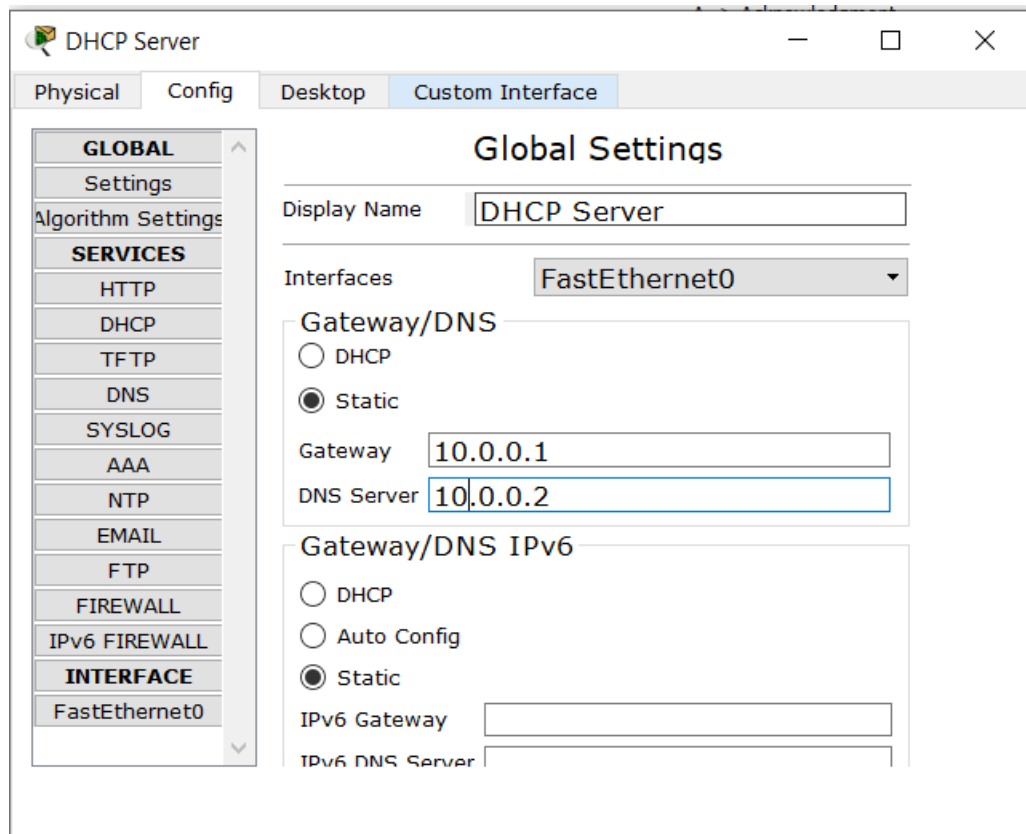 A -> Acknowledgment
DHCP Server
Physical Config Desktop Custom Interface
GLOBAL
Settings
Algorithm Settings
SERVICES
HTTP
DHCP
TFTP
DNS
SYSLOG
AAA
NTP
EMAIL
FTP
FIREWALL
IPv6 FIREWALL
INTERFACE
FastEthernet0
Global Settings
Display Name DHCP Server
Interfaces FastEthernet0
Gateway/DNS
DHCP
Static
Gateway 10.0.0.1
DNS Server 10.0.0.2
Gateway/DNS IPv6
DHCP
Auto Config
Static
IPv6 Gateway
IPv6 DNS Server